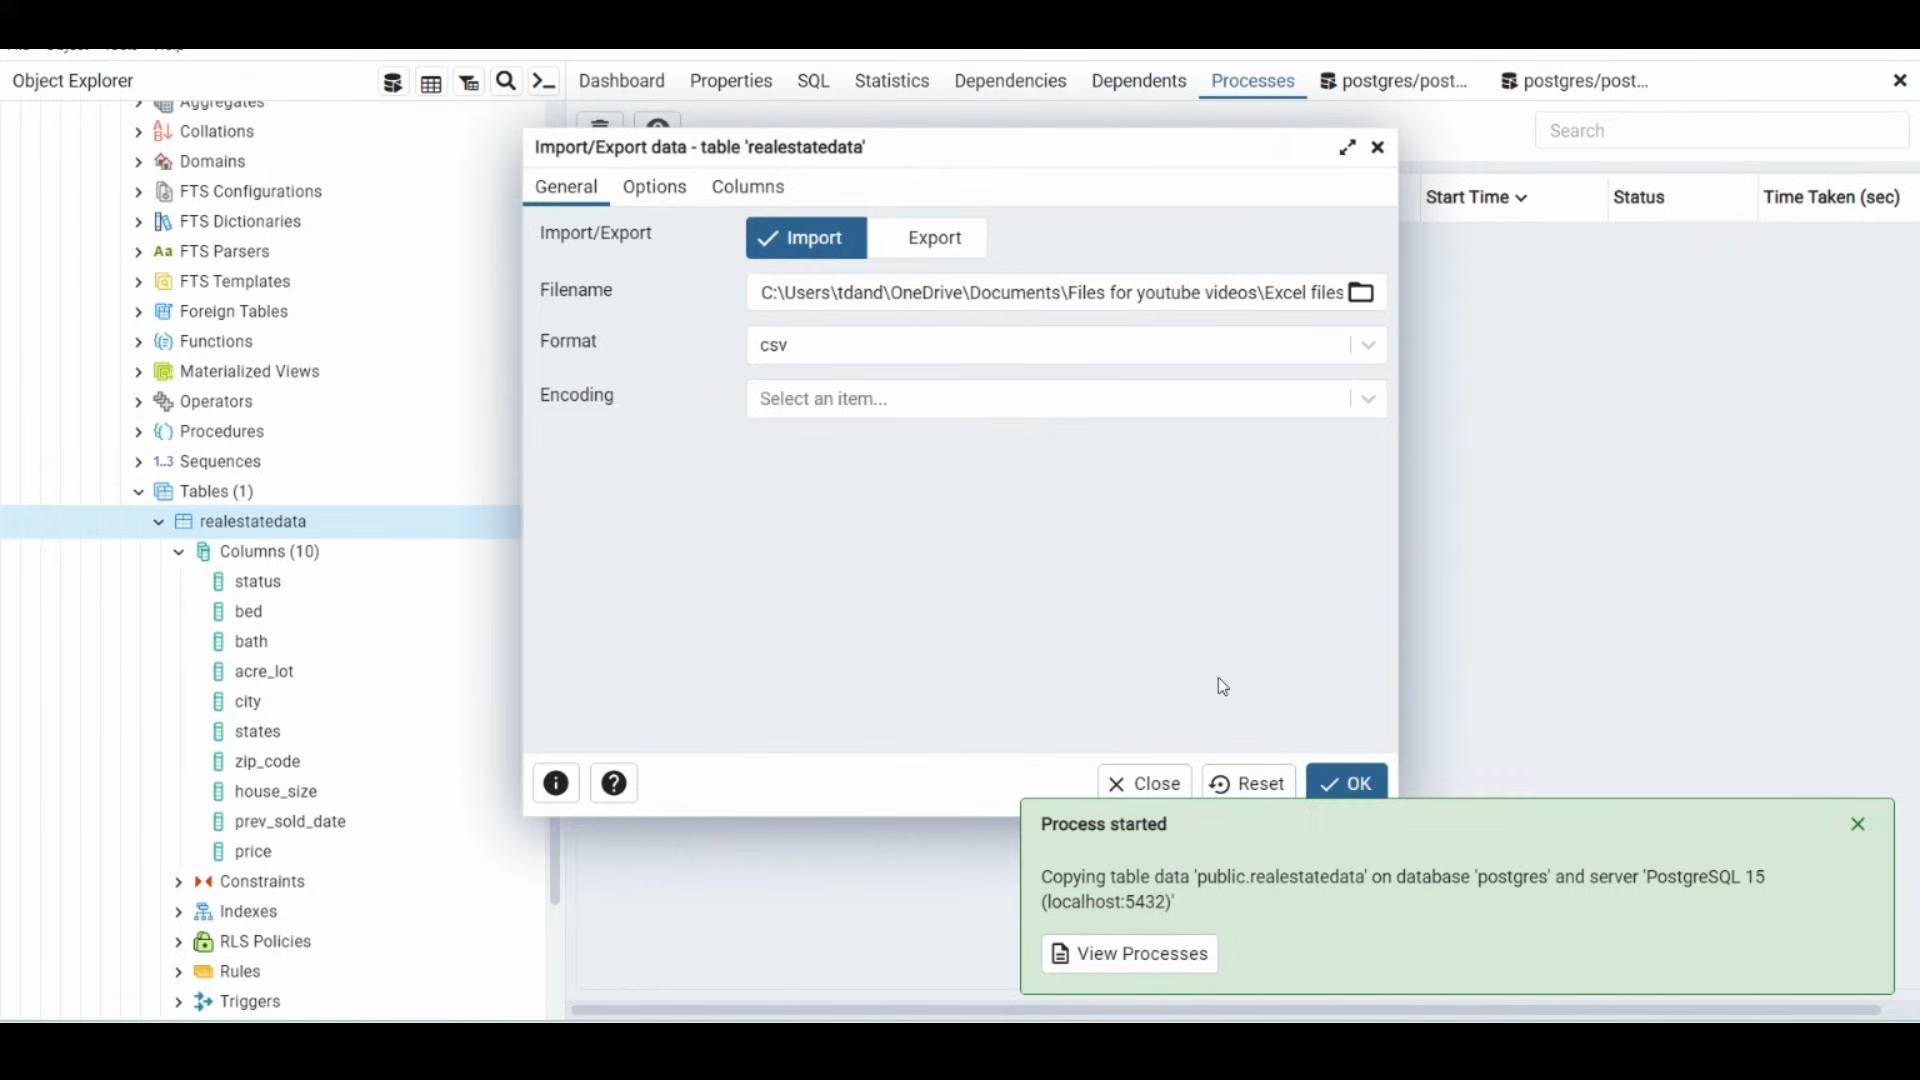 Object Explorer
Dashboard
Properties
SQL
Statistics
Dependencies
Dependents
Processes
postgres/post...
postgres/post...
Search
Aggregates
Collations
Domains
FTS Configurations
FTS Dictionaries
Aa FTS Parsers
FTS Templates
Foreign Tables
Functions
Materialized Views
Operators
Procedures
1..3 Sequences
Tables (1)
realestatedata
Columns (10)
status
bed
bath
acre_lot
city
states
zip_code
house_size
prev_sold_date
price
Constraints
Indexes
RLS Policies
Rules
Triggers
Import/Export data - table 'realestatedata'
General
Options
Columns
Import/Export
Import
Export
Filename
C:\Users\tdand\OneDrive\Documents\Files for youtube videos\Excel files
Format
csv
Encoding
Select an item...
Close
Reset
OK
Start Time
Status
Time Taken (sec)
Process started
Copying table data 'public.realestatedata' on database 'postgres' and server 'PostgreSQL 15
(localhost:5432)'
View Processes